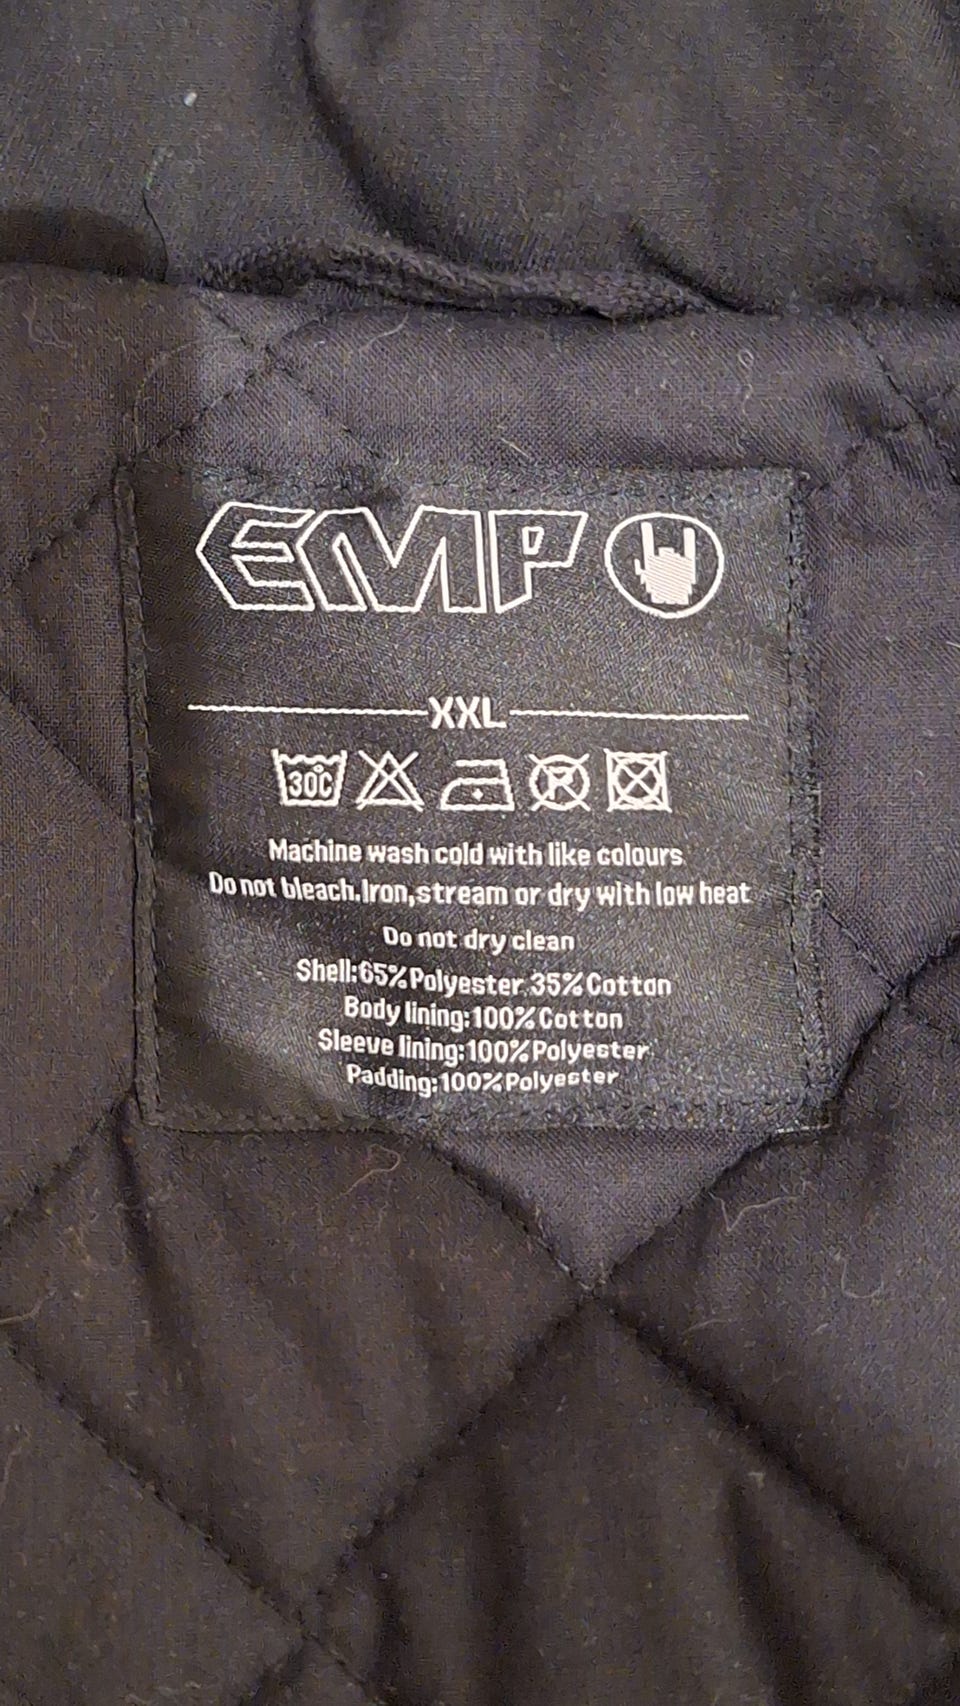 EMP
XXL
30C
P
Machine wash cold with like colours
Do not bleach.Iron,stream or dry with low heat
Do not dry clean
Shell:65%Polyester 35%Cotton
Body lining:100%Cotton
Sleeve lining:100%Polyester
Padding:100%Polyester